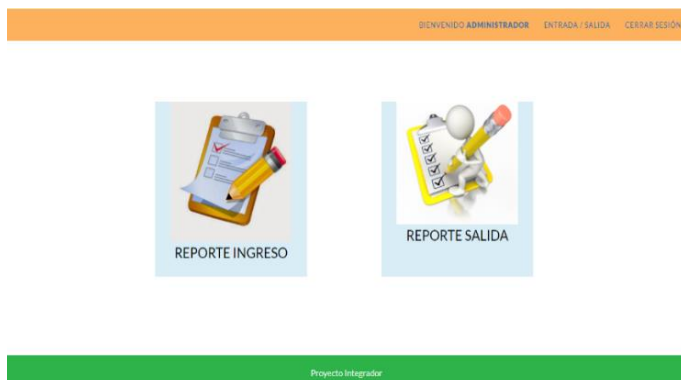 BIENVENIDO ADMINISTRADOR ENTRADA / SALIDA CERRAR SESIÓN
REPORTE INGRESO
REPORTE SALIDA
Proyecto Integrador